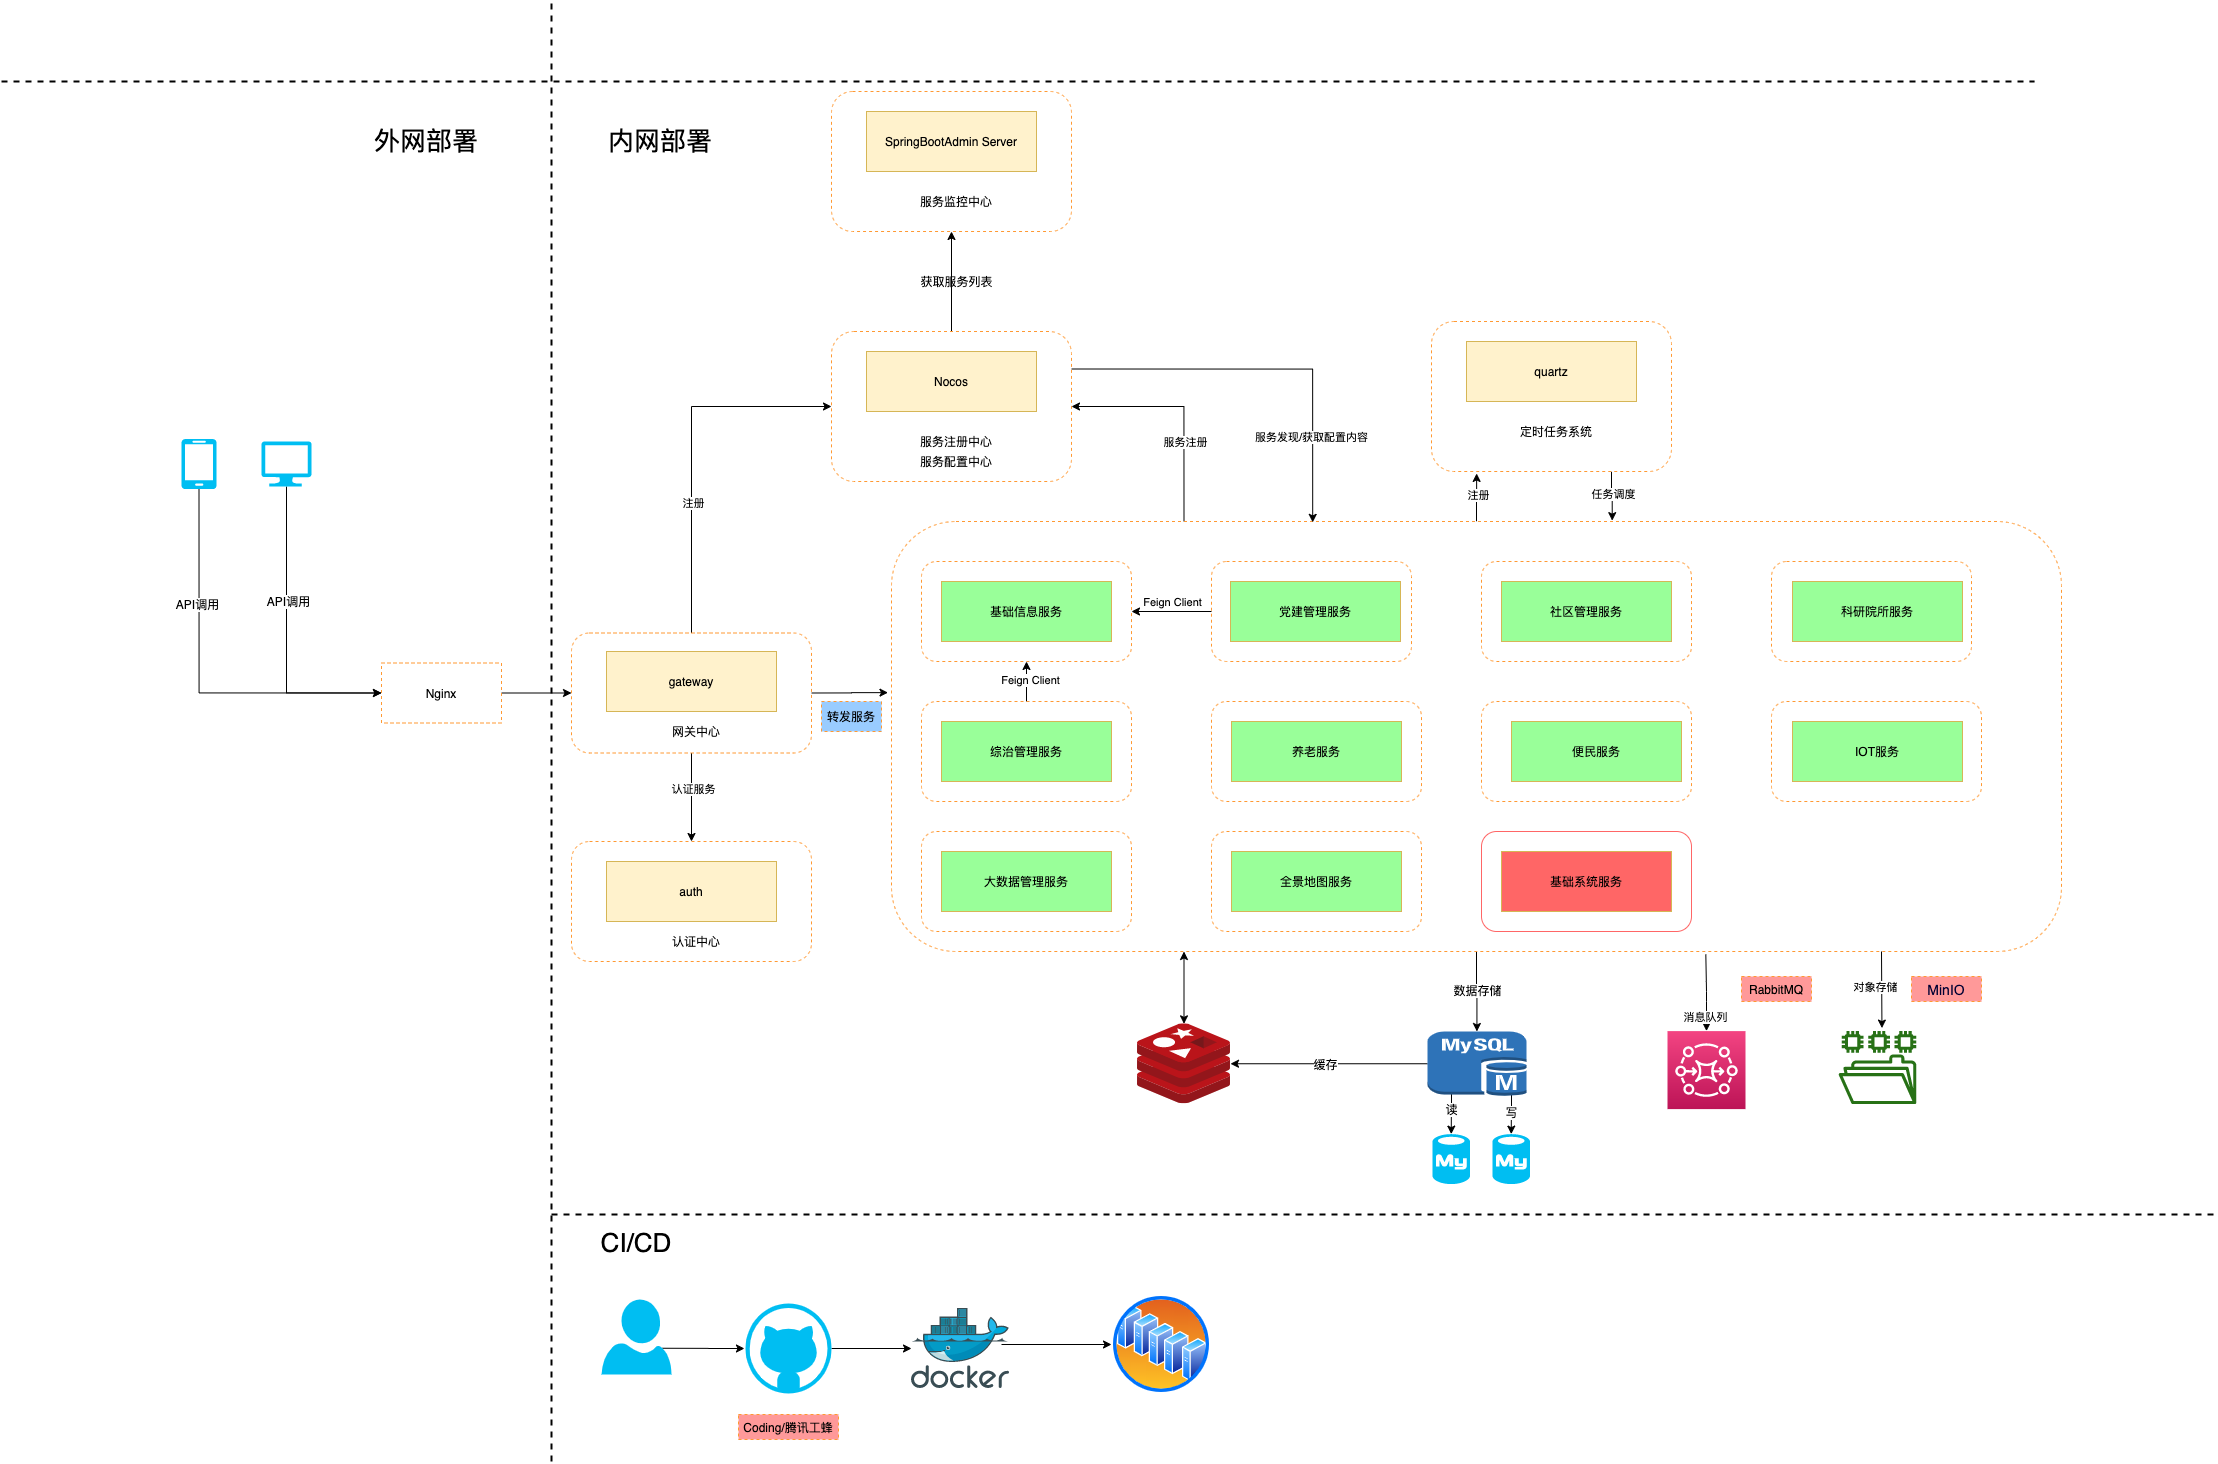 外网部署
内网部署
SpringBootAdmin Server
服务监控中心
获取服务列表
Nocos
服务注册中心
服务配置中心
quartz
定时任务系统
服务注册
服务发现/获取配置内容
注册
任务调度
注册
API调用
API调用
Nginx
gateway
网关中心
转发服务
认证服务
auth
认证中心
基础信息服务
Feign Client
党建管理服务
社区管理服务
科研院所服务
Feign Client
综治管理服务
养老服务
便民服务
IOT服务
大数据管理服务
全景地图服务
基础系统服务
数据存储
RabbitMQ
对象存储
MinIO
消息队列
MySQL
M
缓存
读
写
My
My
CI/CD
docker
Coding/腾讯工蜂